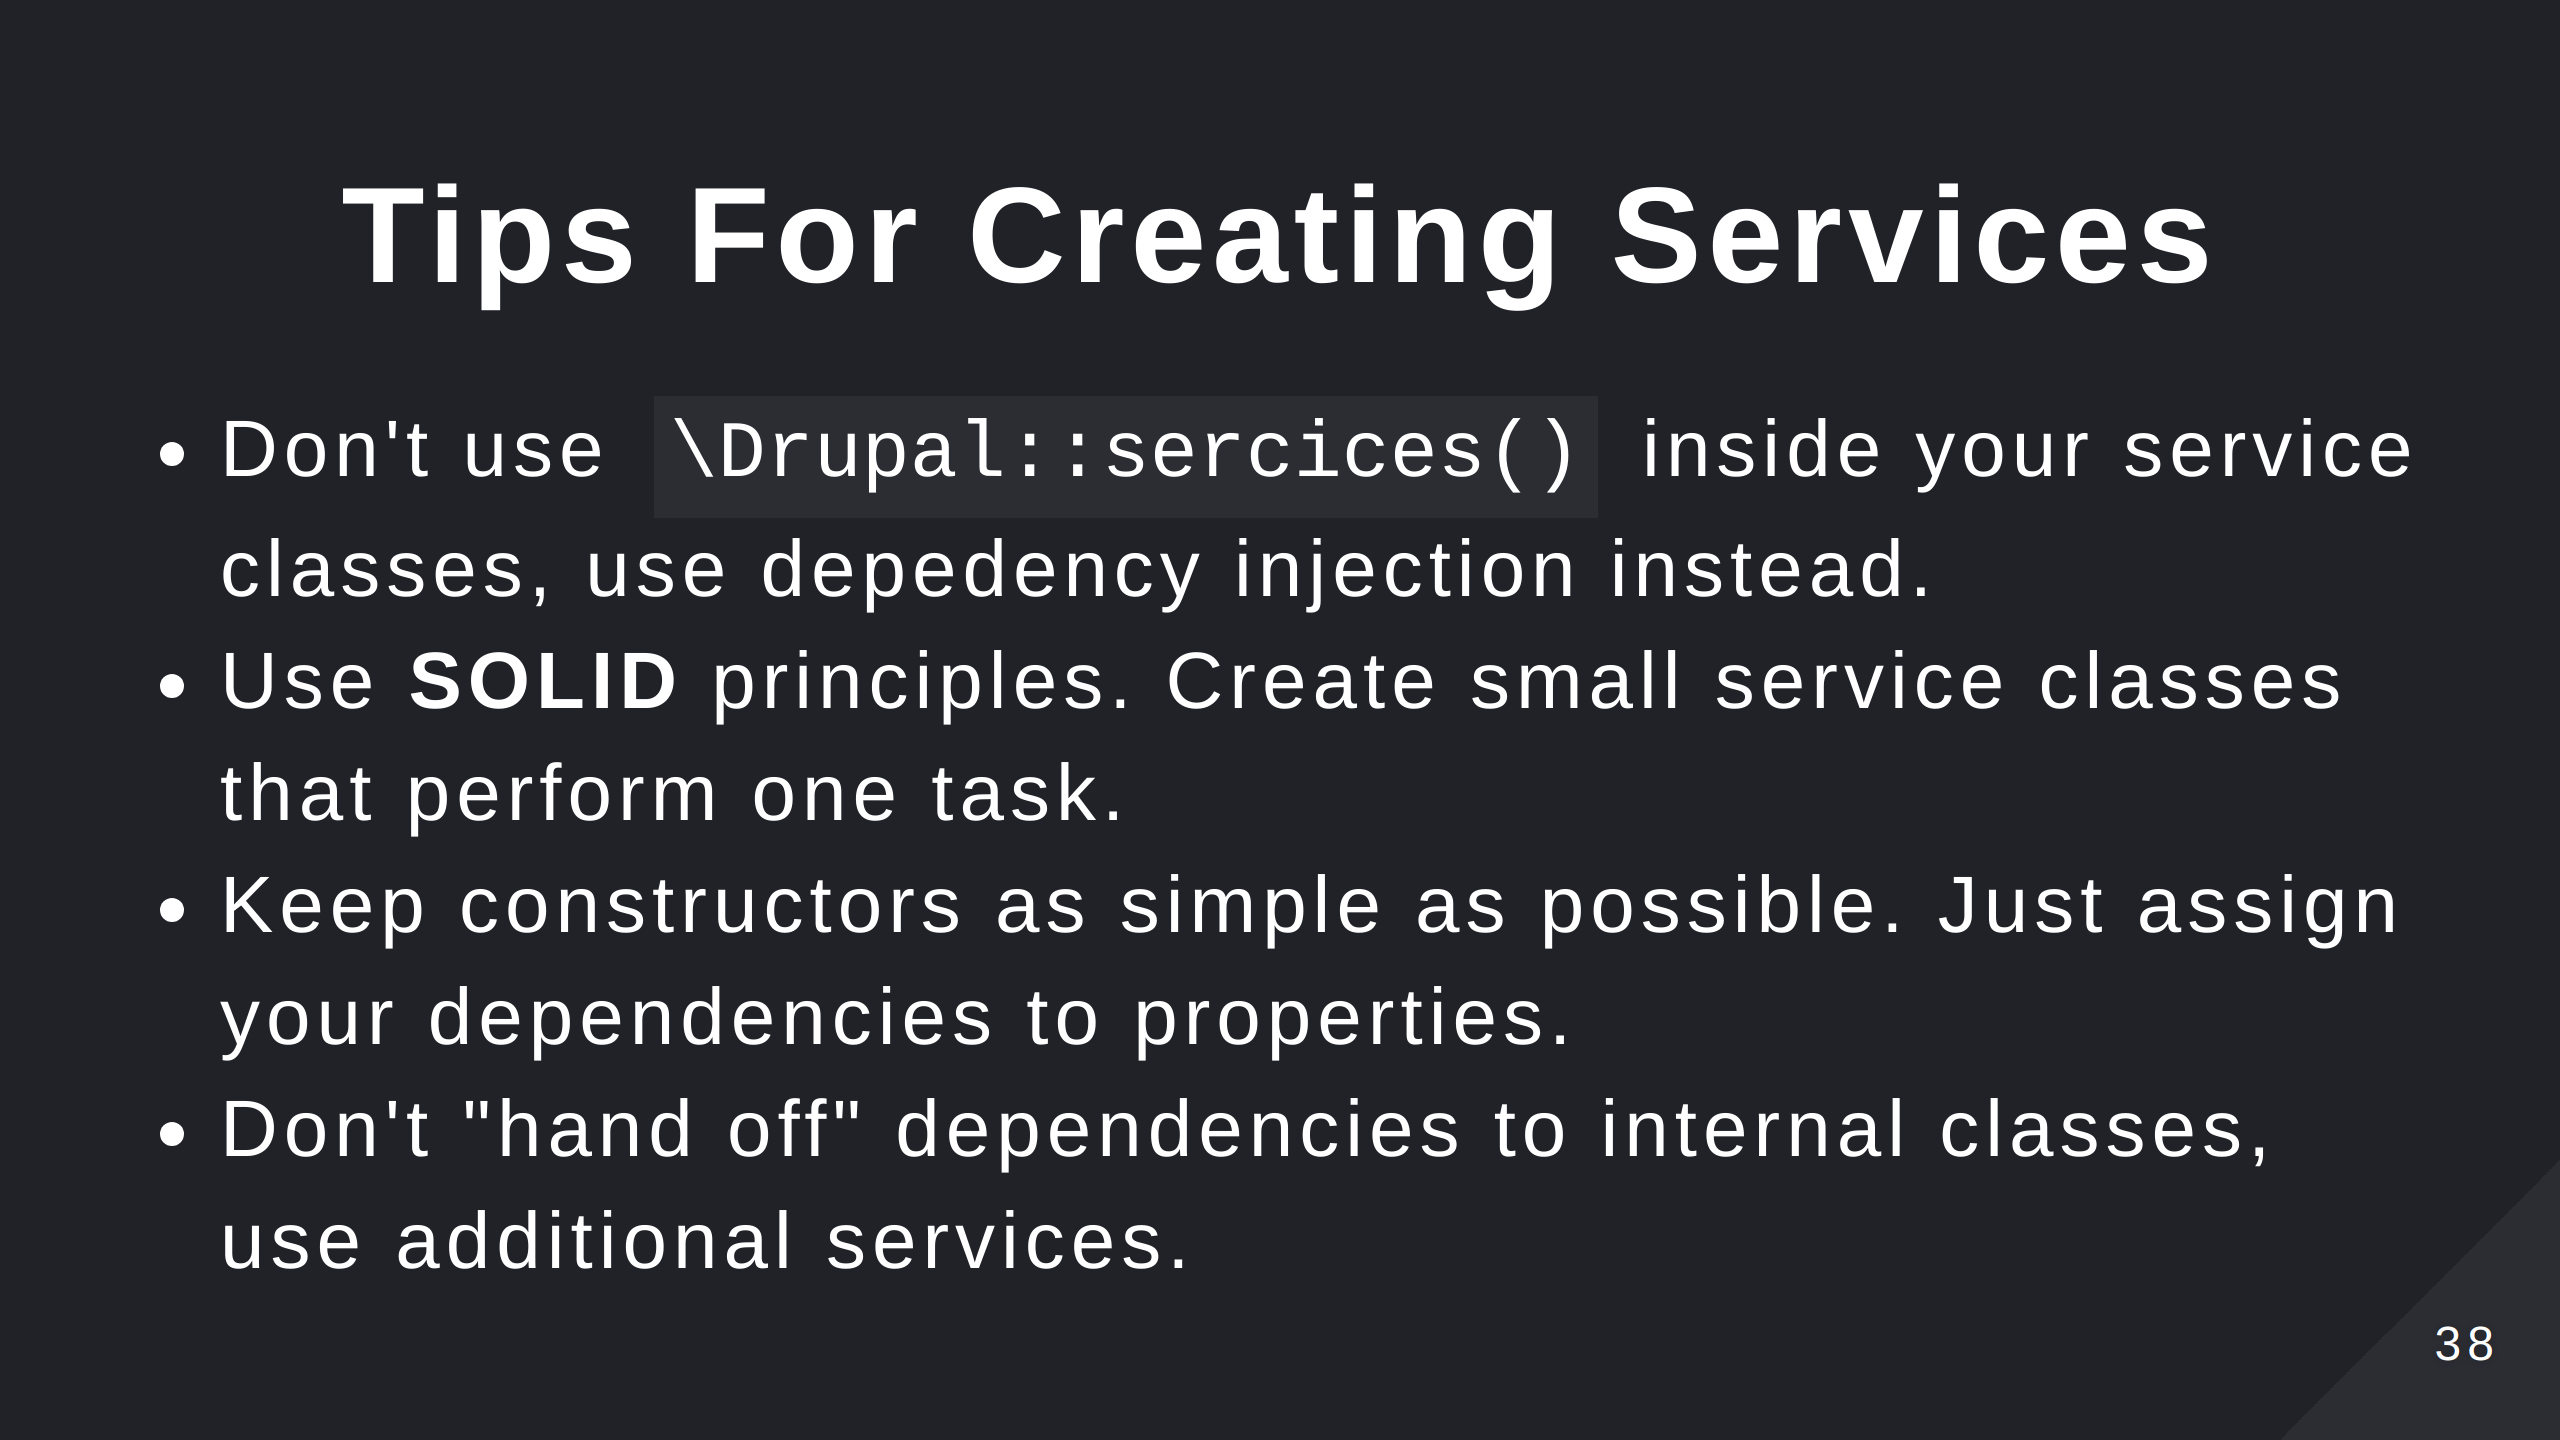 Tips For Creating Services
• Don't use \Drupal::sercices() inside your service
classes, use depedency injection instead.
• Use SOLID principles. Create small service classes
that perform one task.
• Keep constructors as simple as possible. Just assign
your dependencies to properties.
• Don't "hand off" dependencies to internal classes,
use additional services.
38